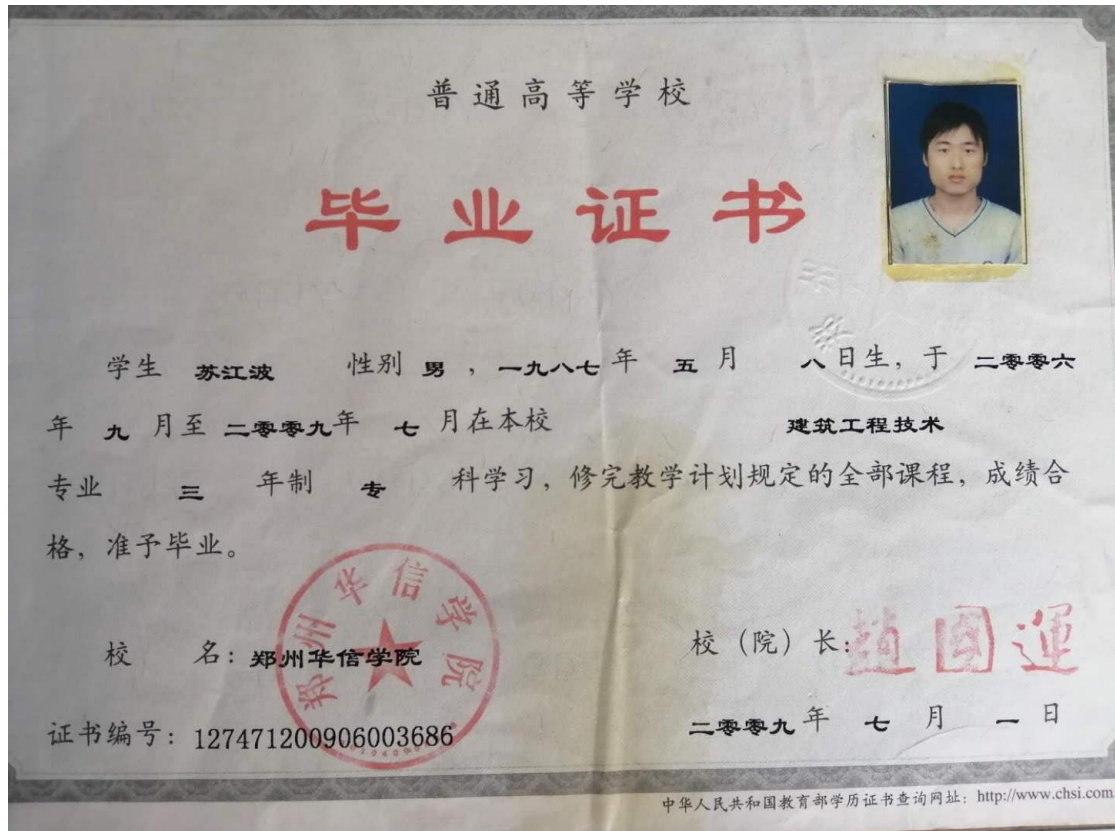 普通高等学校
毕业证书
学生 苏江波 性别 男 ,一九八七年 五 月 八日生,于 二零零六
年 九 月至 二零零九年 七 月在本校 建筑工程技术
专业 三 年制 专 科学习,修完教学计划规定的全部课程,成绩合
格,准予毕业。
郑州华信学院
校 名:郑州华信学院 校(院)长:趙國運
证书编号:127471200906003686 二零零九 年 七 月 一 日
中华人民共和国教育部学历证书查询网址:http://www.chsi.com.